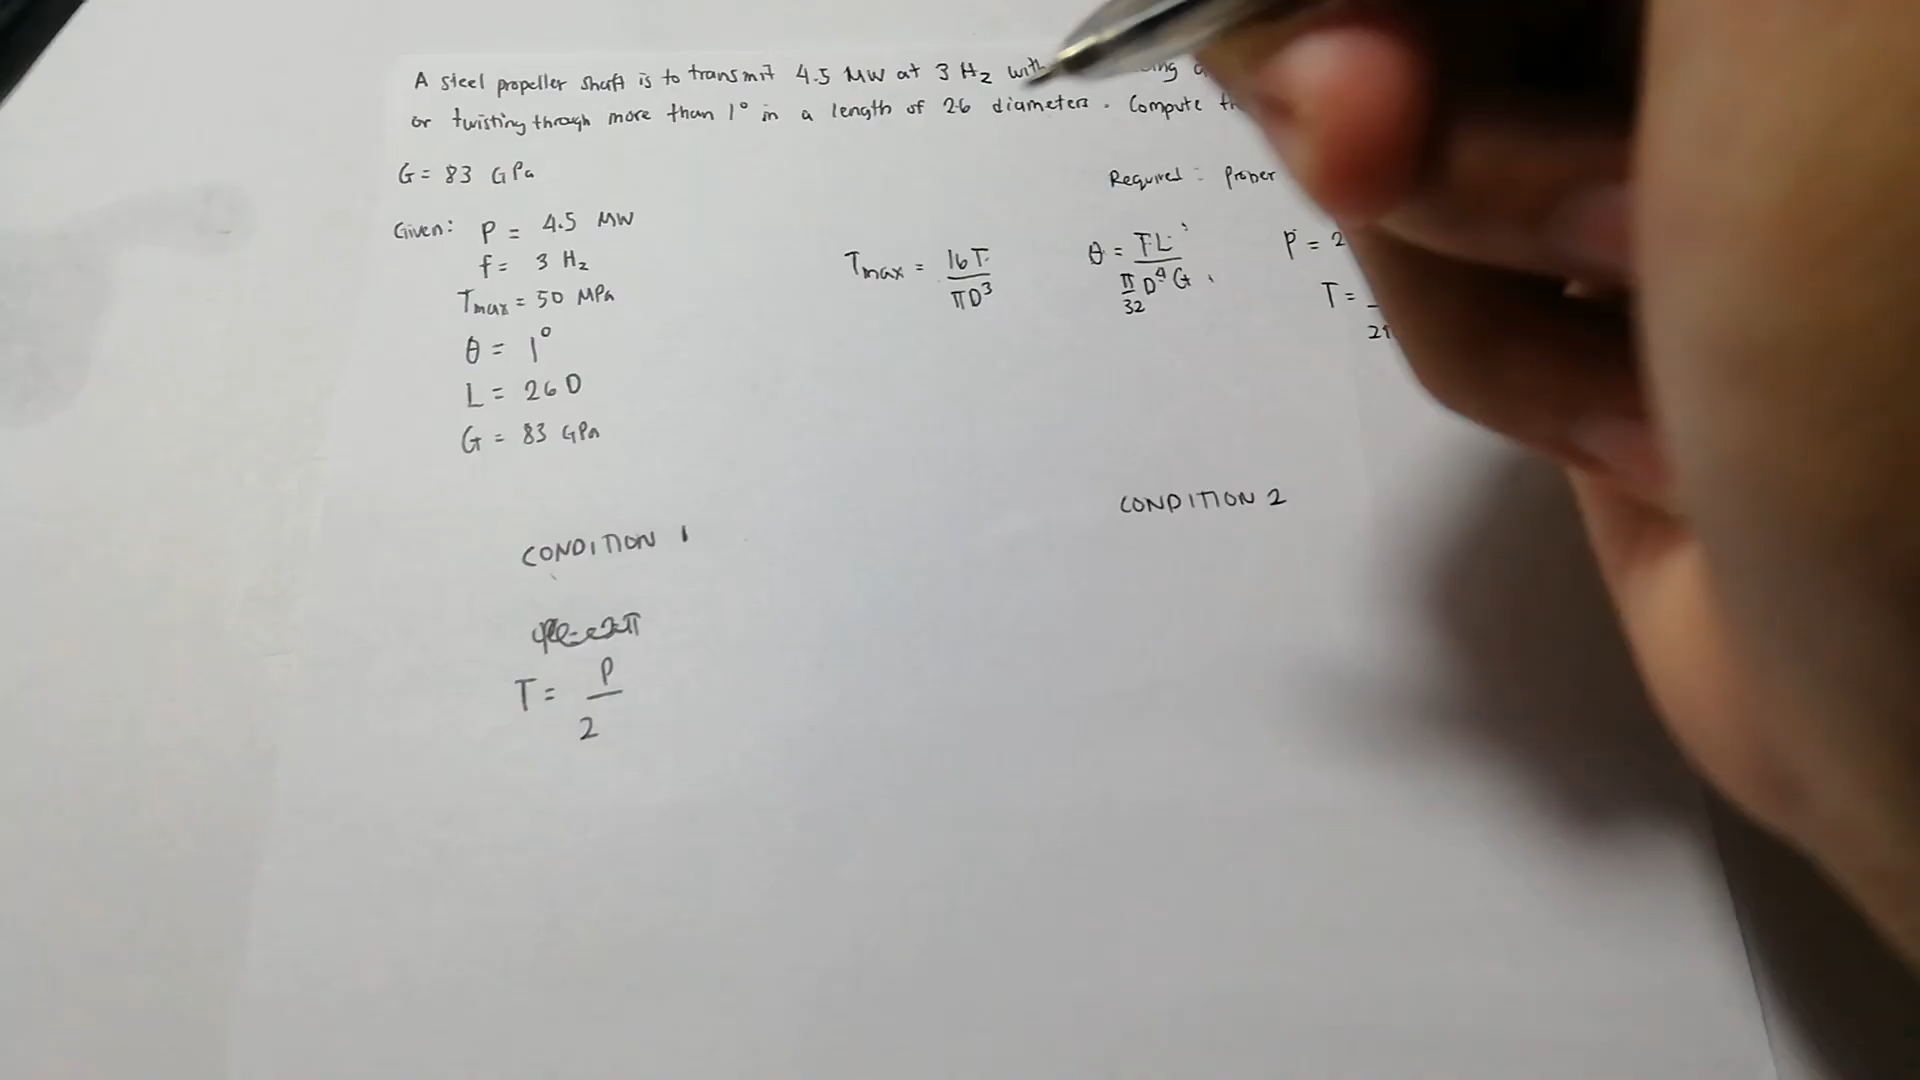 A steel propeller shaft is to transmit 4.5 MW at 3 Hz with
or twisting through more than 1° in a length of 26 diameters. Compute
G = 83 GPa
Required: Proper
Given: P = 4.5 MW
f = 3 Hz
Tmax = 50 MPa
θ = 1°
L = 26 D
G = 83 GPa
Tmax = 16T / πD³
θ = TL / π/32 D⁴ G
P = 2
T =
CONDITION 1
CONDITION 2
T = P / 2